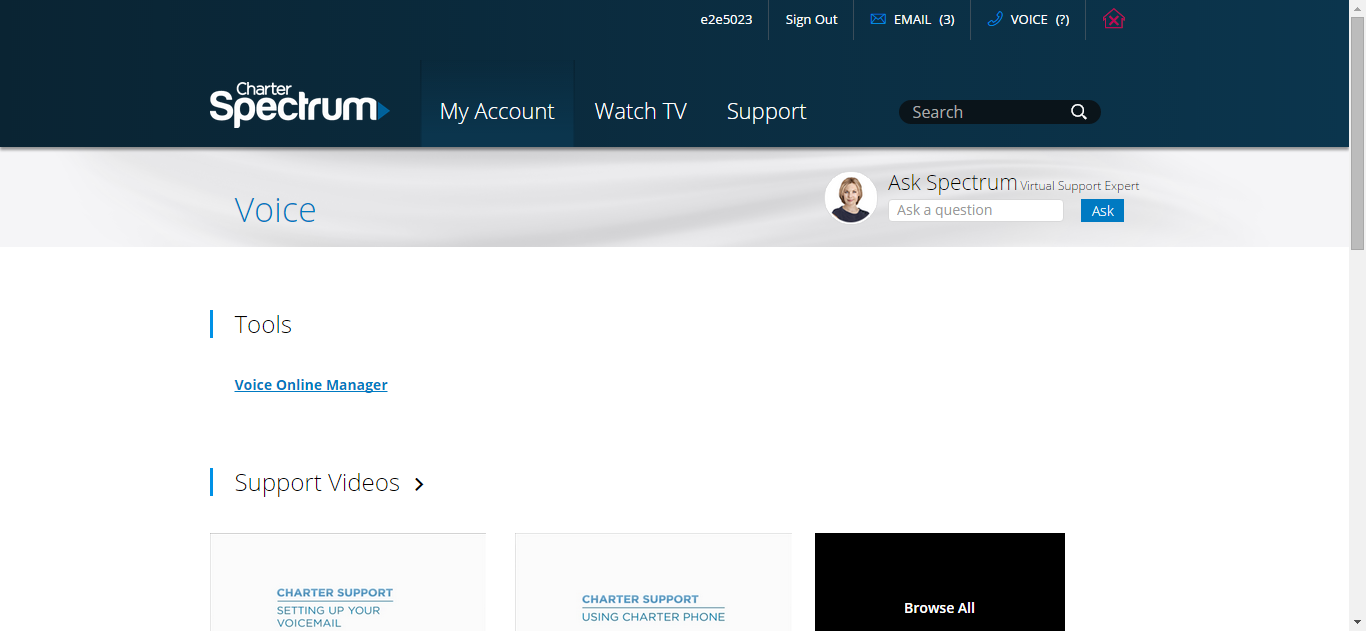 e2e5023
Sign Out
EMAIL (3)
VOICE (?)
Charter
Spectrum
My Account
Watch TV
Support
Search
Voice
Ask Spectrum Virtual Support Expert
Ask a question
Ask
Tools
Voice Online Manager
Support Videos
CHARTER SUPPORT
SETTING UP YOUR
VOICEMAIL
CHARTER SUPPORT
USING CHARTER PHONE
Browse All